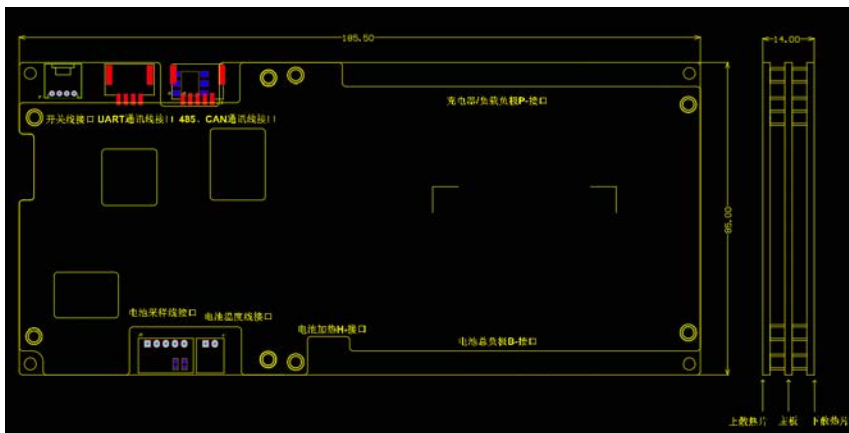 185.50
14.00
充电器/负载负极P-接口
开关线接口 UART通讯线接口 485、CAN通讯线接口
85.00
电池采样线接口 电池温度线接口
电池加热H-接口
电池总负极B-接口
上散热片 主板 下散热片